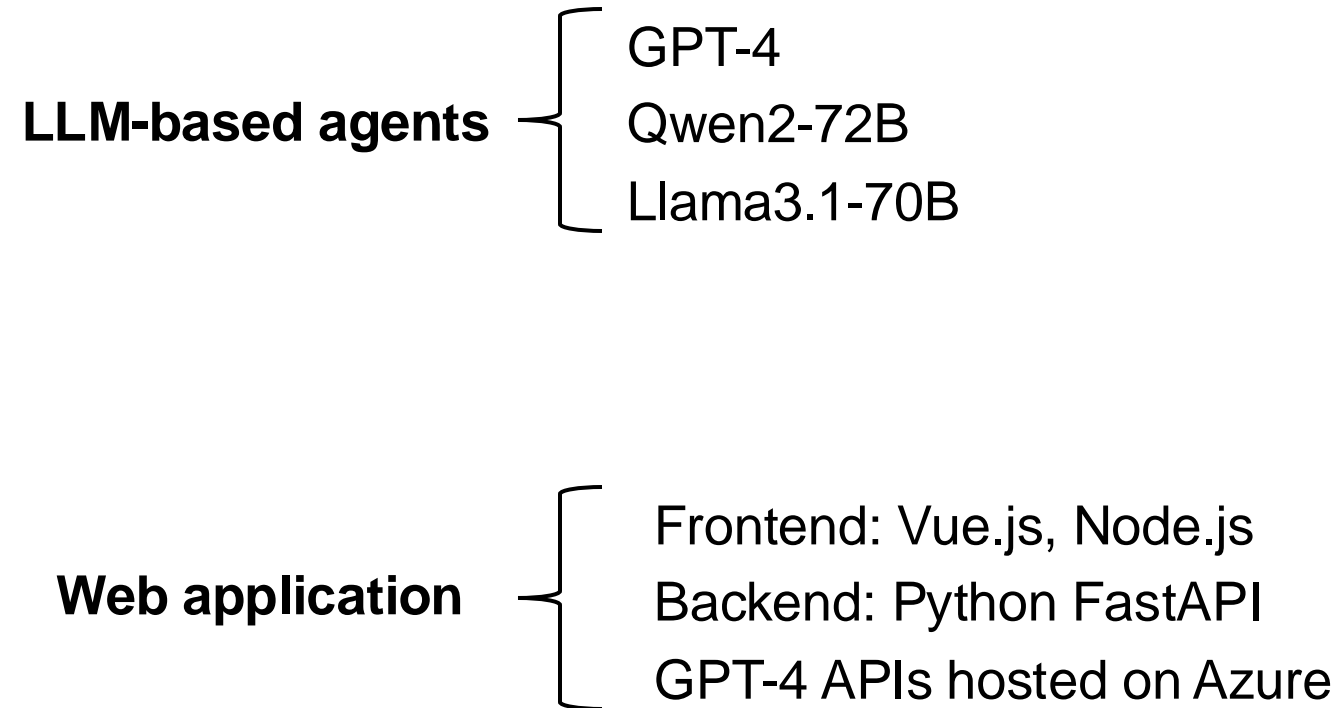 LLM-based agents
GPT-4
Qwen2-72B
Llama3.1-70B
Web application
Frontend: Vue.js, Node.js
Backend: Python FastAPI
GPT-4 APIs hosted on Azure